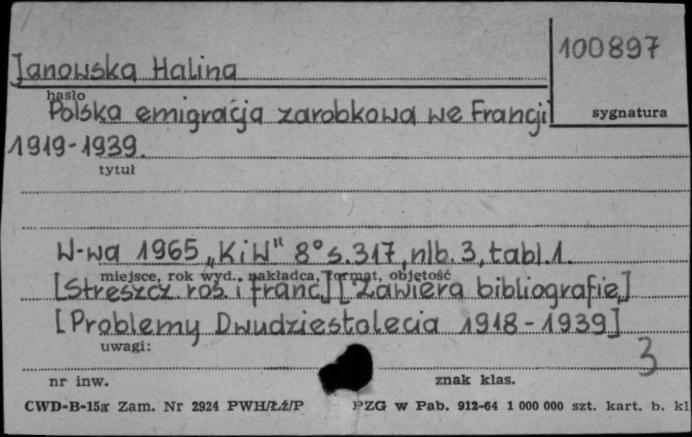 100897
Janowska Halina
hasło
sygnatura
Polska emigracja zarobkowa we Francji
1919-1939.
tytuł
W-wa 1965 „KiW" 8° s. 317, nlb. 3, tabl. 1.
miejsce, rok wyd., nakładca, format, objętość
[Streszcz. ros. i franc.] [Zawiera bibliografię]
[Problemy Dwudziestolecia 1918-1939]
uwagi:
3
nr inw.
znak klas.
CWD-B-15a Zam. Nr 2924 PWH/Łź/P PZG w Pab. 912-64 1 000 000 szt. kart. b. kl